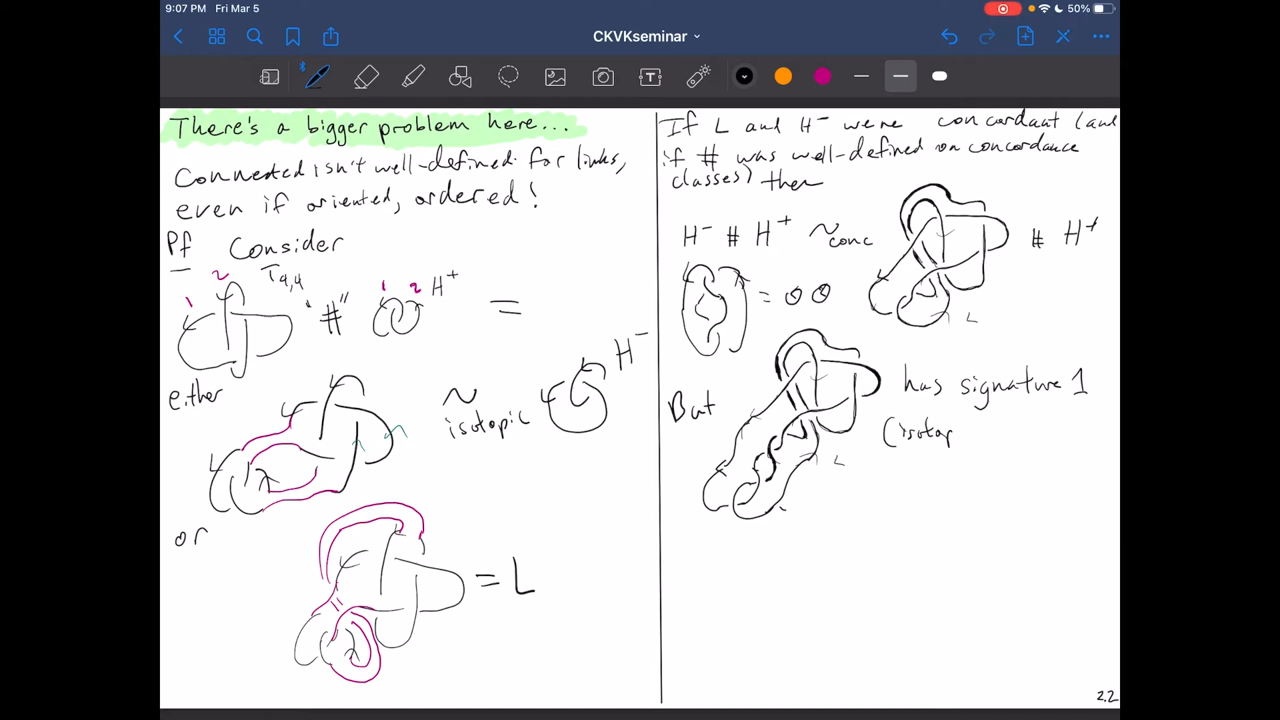 9:07 PM Fri Mar 5
50%
CKVKseminar
There's a bigger problem here...
Connected isn't well-defined for links,
even if oriented, ordered!
Pf Consider
1 2 T4,4 "#" 1 2 H+ =
either
~ isotopic H-
or
= L
If L and H- were concordant (and
if # was well-defined on concordance
classes) then
H- # H+ ~conc # H+
=
L
But has signature 1
(isotop
L
2.2